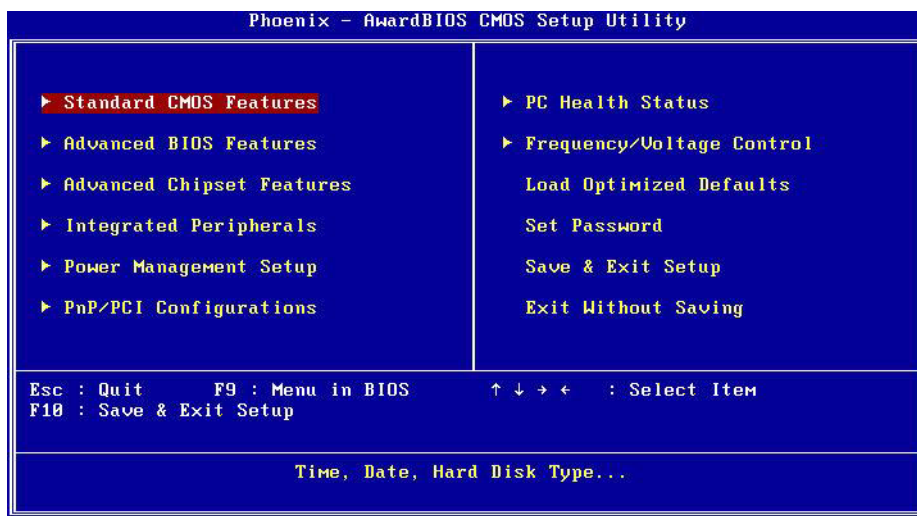 Phoenix - AwardBIOS CMOS Setup Utility
► Standard CMOS Features
► Advanced BIOS Features
► Advanced Chipset Features
► Integrated Peripherals
► Power Management Setup
► PnP/PCI Configurations
► PC Health Status
► Frequency/Voltage Control
Load Optimized Defaults
Set Password
Save & Exit Setup
Exit Without Saving
Esc : Quit F9 : Menu in BIOS ↑ ↓ → ← : Select Item
F10 : Save & Exit Setup
Time, Date, Hard Disk Type...